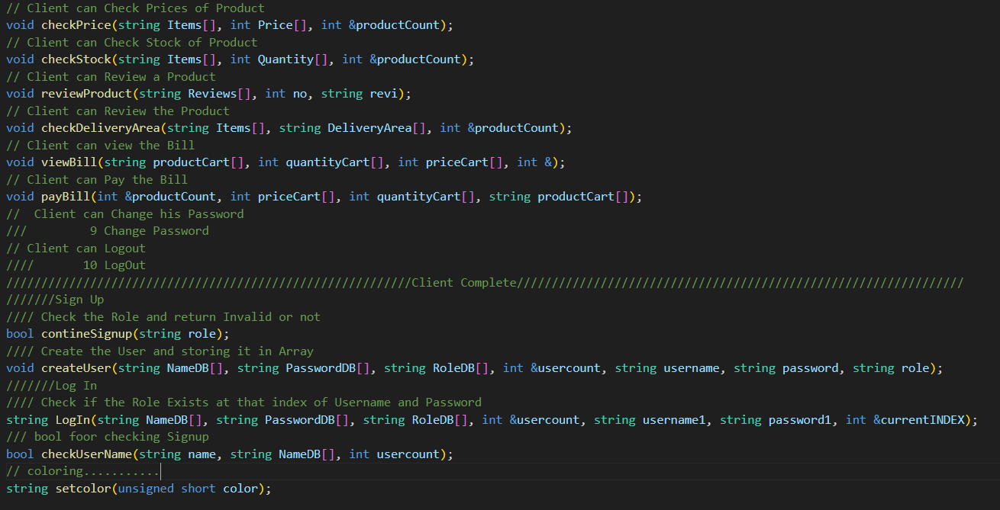 // Client can Check Prices of Product
void checkPrice(string Items[], int Price[], int &productCount);
// Client can Check Stock of Product
void checkStock(string Items[], int Quantity[], int &productCount);
// Client can Review a Product
void reviewProduct(string Reviews[], int no, string revi);
// Client can Review the Product
void checkDeliveryArea(string Items[], string DeliveryArea[], int &productCount);
// Client can view the Bill
void viewBill(string productCart[], int quantityCart[], int priceCart[], int &);
// Client can Pay the Bill
void payBill(int &productCount, int priceCart[], int quantityCart[], string productCart[]);
//  Client can Change his Password
///         9 Change Password
// Client can Logout
////       10 LogOut
//////////////////////////////////////////////////////////Client Complete////////////////////////////////////////////////////////////////
///////Sign Up
//// Check the Role and return Invalid or not
bool contineSignup(string role);
//// Create the User and storing it in Array
void createUser(string NameDB[], string PasswordDB[], string RoleDB[], int &usercount, string username, string password, string role);
///////Log In
//// Check if the Role Exists at that index of Username and Password
string LogIn(string NameDB[], string PasswordDB[], string RoleDB[], int &usercount, string username1, string password1, int &currentINDEX);
/// bool foor checking Signup
bool checkUserName(string name, string NameDB[], int usercount);
// coloring...........
string setcolor(unsigned short color);